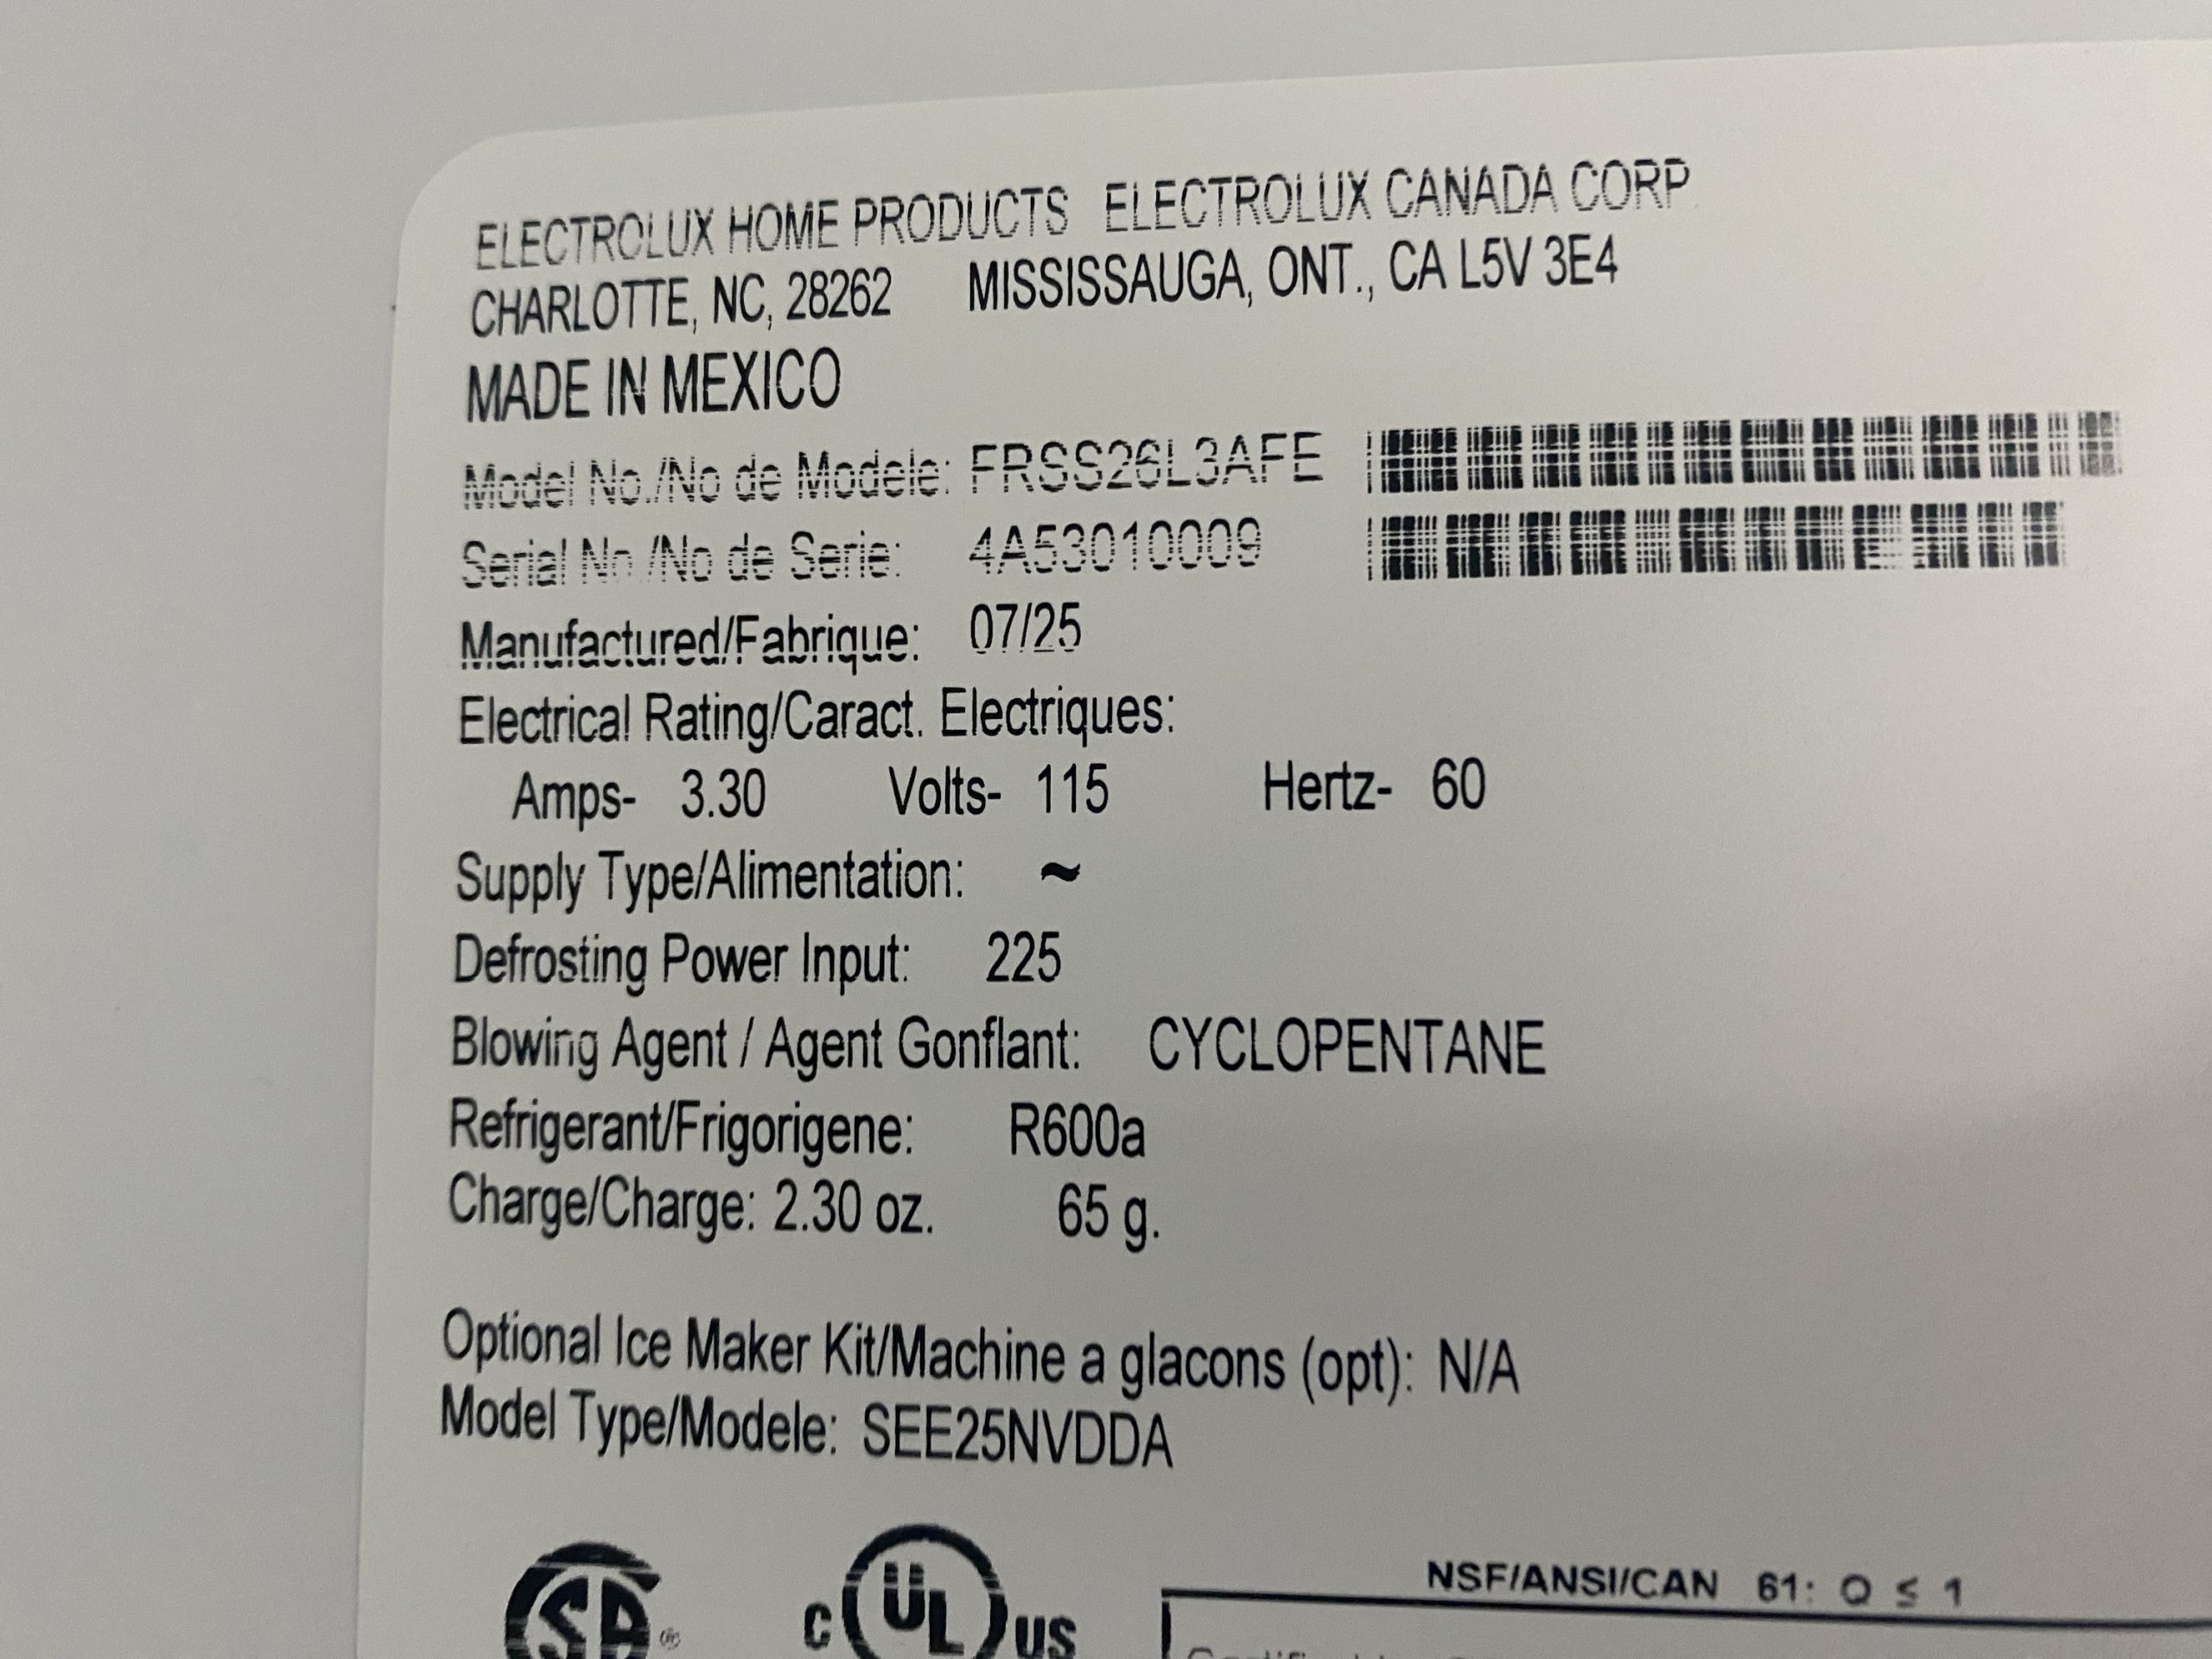 ELECTROLUX HOME PRODUCTS ELECTROLUX CANADA CORP
CHARLOTTE, NC, 28262 MISSISSAUGA, ONT., CA L5V 3E4
MADE IN MEXICO
Model No./No de Modele: FRSS26L3AFE
Serial No./No de Serie: 4A53010009
Manufactured/Fabrique: 07/25
Electrical Rating/Caract. Electriques:
Amps- 3.30 Volts- 115 Hertz- 60
Supply Type/Alimentation: ~
Defrosting Power Input: 225
Blowing Agent / Agent Gonflant: CYCLOPENTANE
Refrigerant/Frigorigene: R600a
Charge/Charge: 2.30 oz. 65 g.
Optional Ice Maker Kit/Machine a glacons (opt): N/A
Model Type/Modele: SEE25NVDDA
SA ®
C UL US
NSF/ANSI/CAN 61: Q ≤ 1